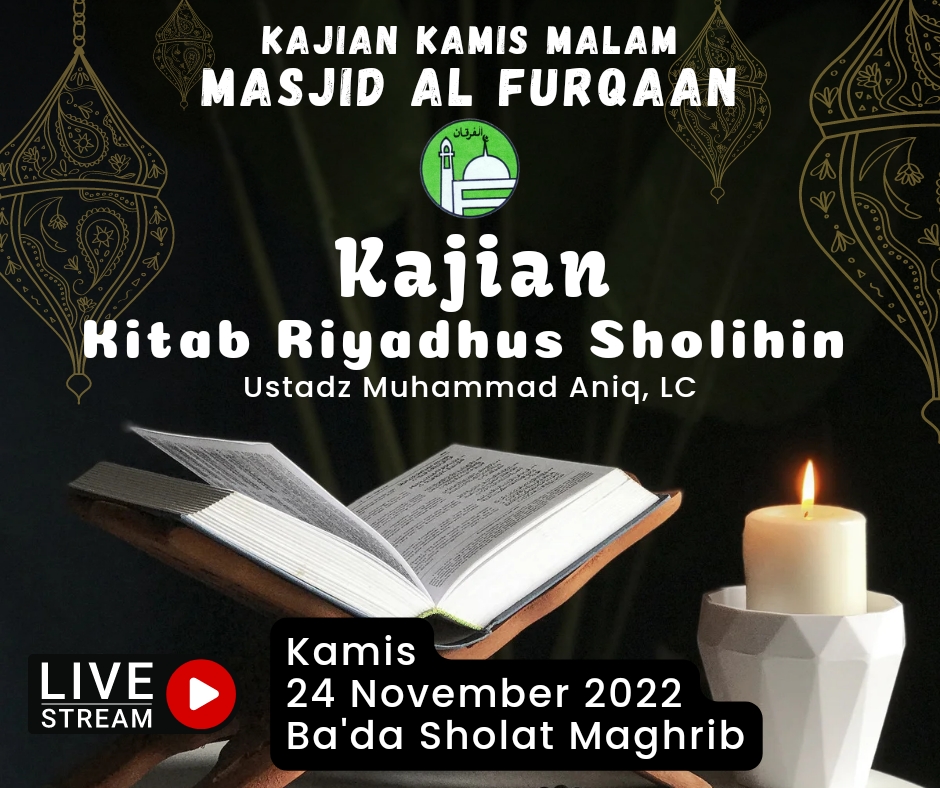 KAJIAN KAMIS MALAM
MASJID AL FURQAAN
الفرقان
Kajian
Kitab Riyadhus Sholihin
Ustadz Muhammad Aniq, LC
LIVE
STREAM
Kamis
24 November 2022
Ba'da Sholat Maghrib